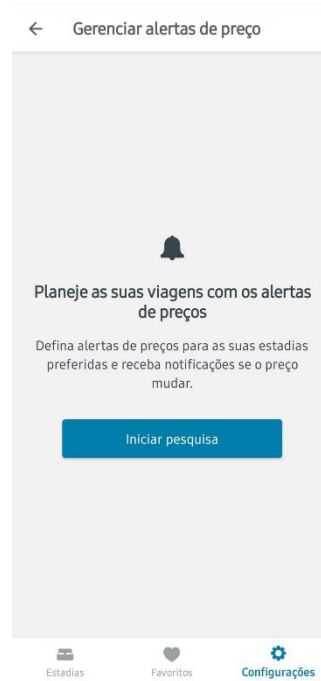 Gerenciar alertas de preço
Planeje as suas viagens com os alertas
de preços
Defina alertas de preços para as suas estadias
preferidas e receba notificações se o preço
mudar.
Iniciar pesquisa
Estadias
Favoritos
Configurações